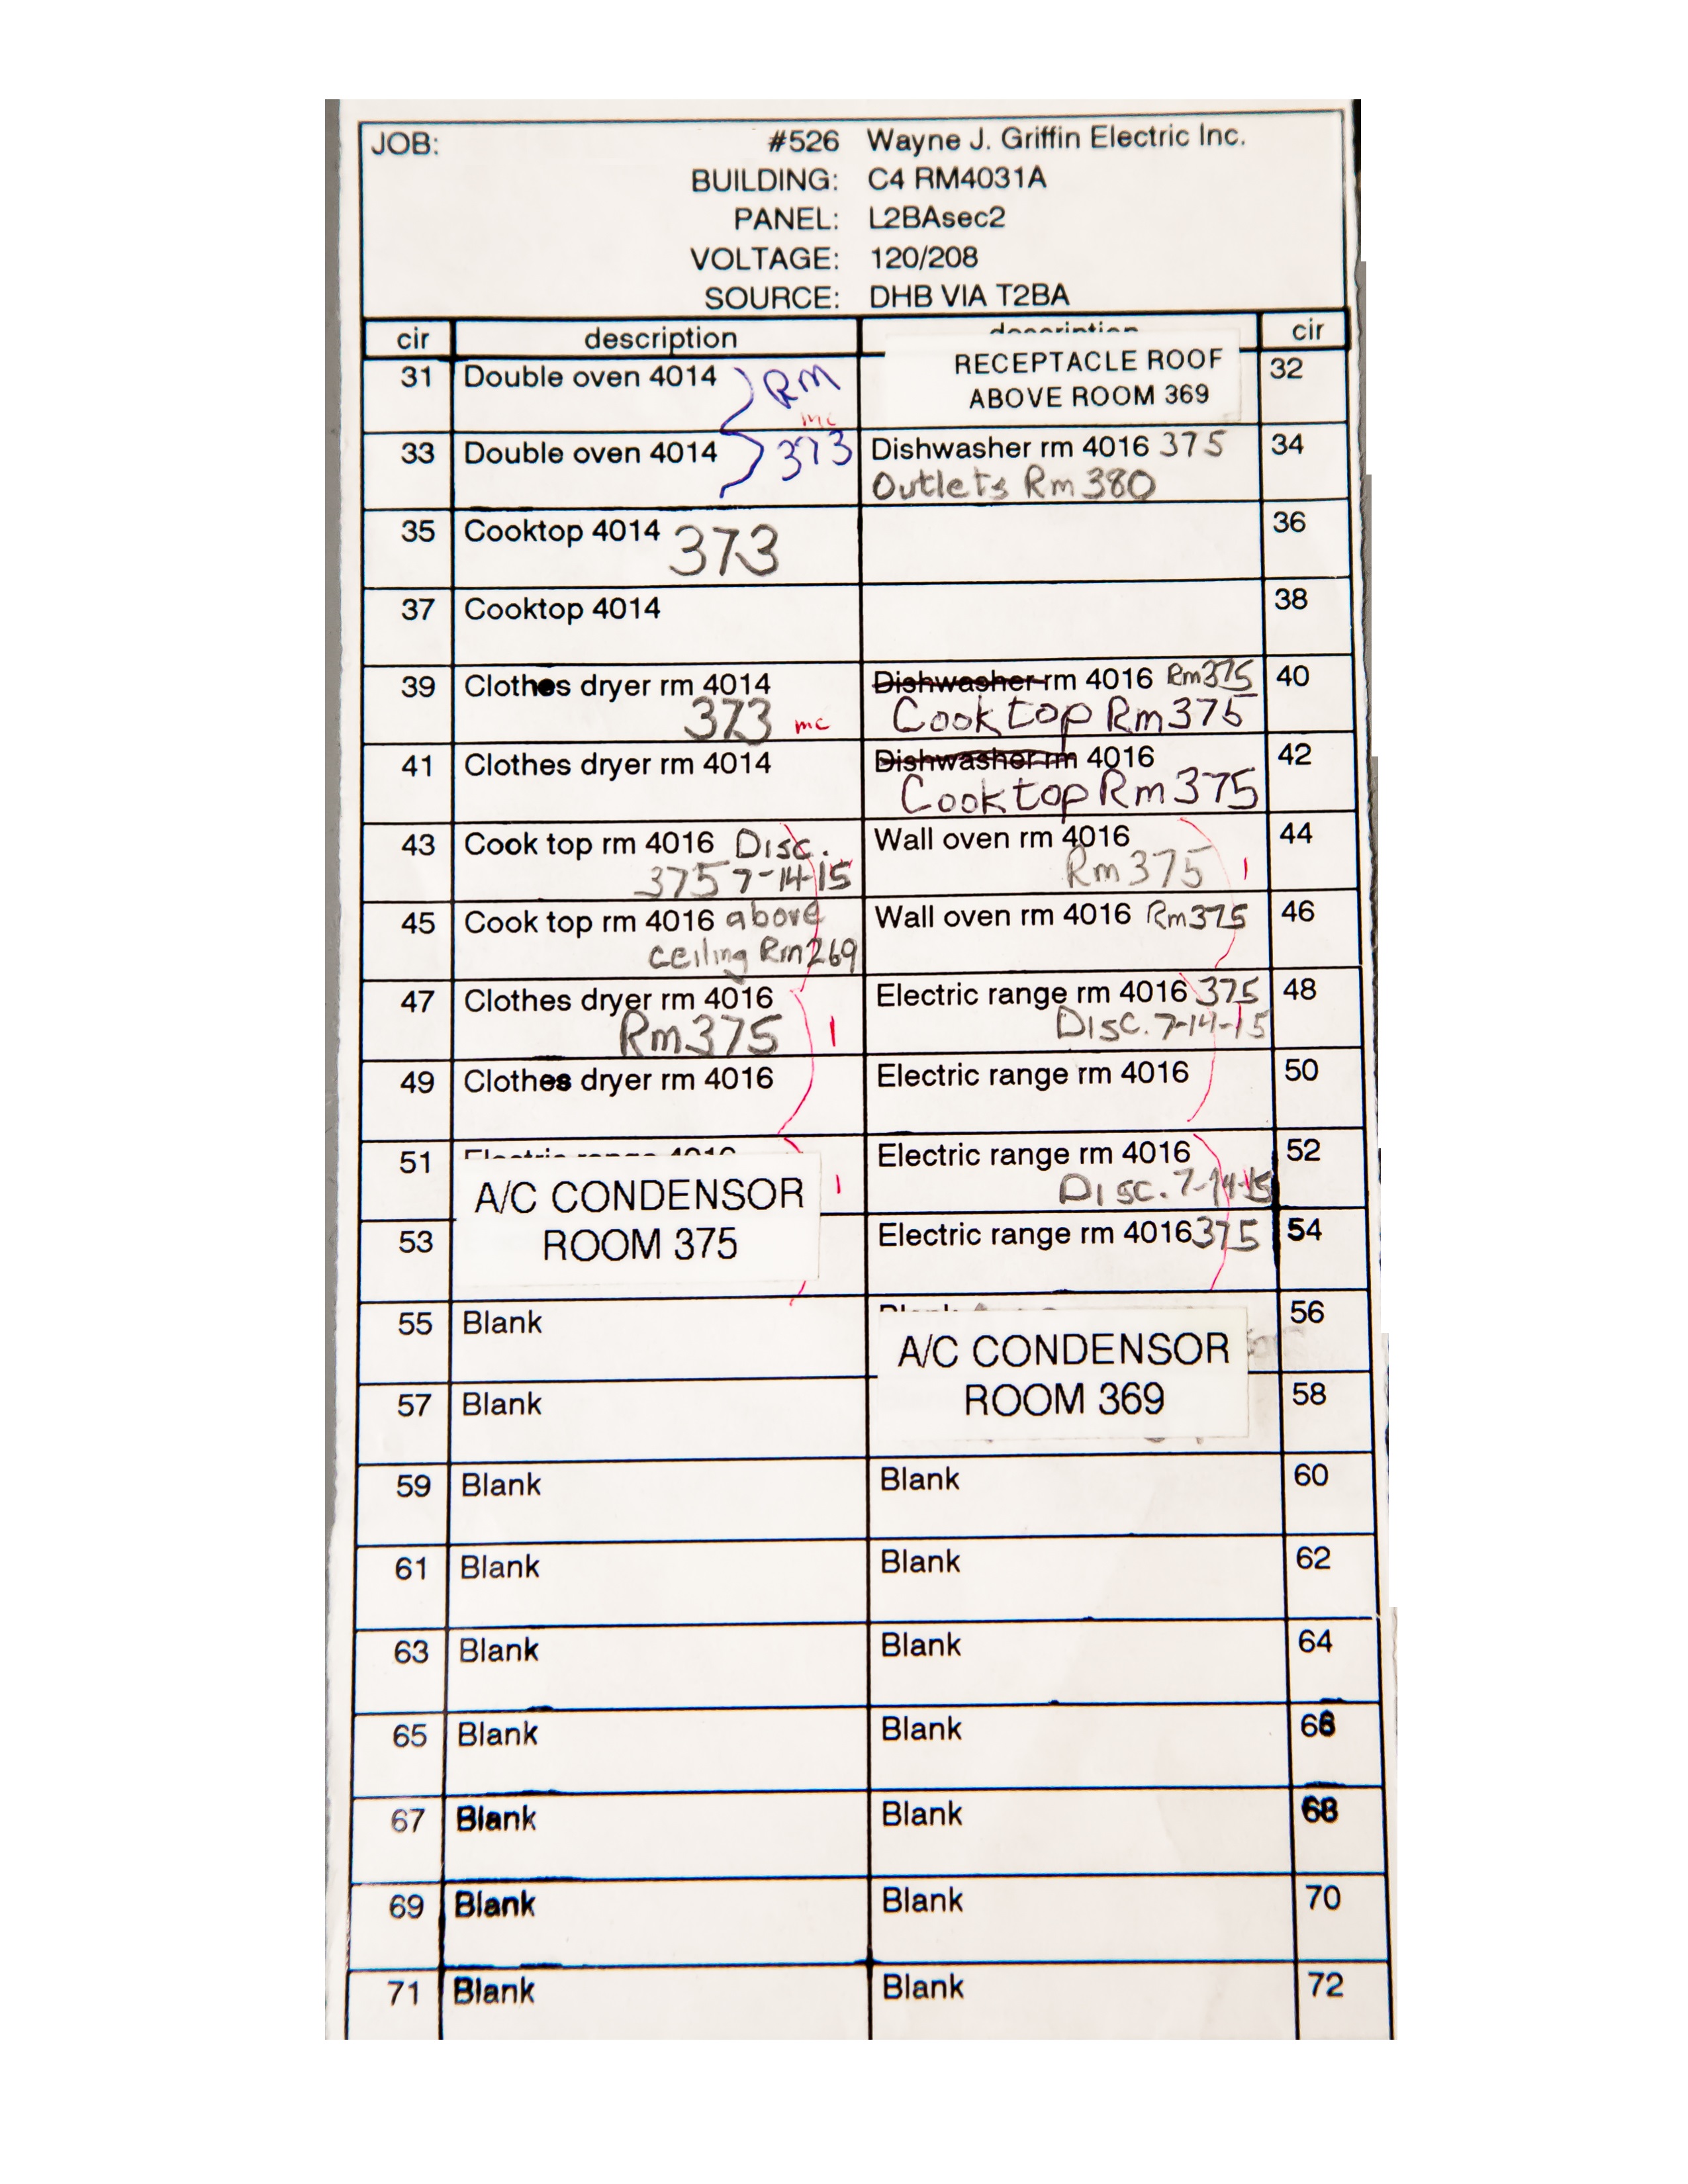 JOB: #526 Wayne J. Griffin Electric Inc.
BUILDING: C4 RM4031A
PANEL: L2BAsec2
VOLTAGE: 120/208
SOURCE: DHB VIA T2BA
cir description description cir
31 Double oven 4014 RM RECEPTACLE ROOF 32
ABOVE ROOM 369
mc
33 Double oven 4014 373 Dishwasher rm 4016 375 34
Outlets Rm 380
35 Cooktop 4014 373 36
37 Cooktop 4014 38
39 Clothes dryer rm 4014 Dishwasher rm 4016 Rm375 40
373 mc Cooktop Rm375
41 Clothes dryer rm 4014 Dishwasher rm 4016 42
Cooktop Rm375
43 Cook top rm 4016 Disc. Wall oven rm 4016 44
375 7-14-15 Rm375 1
45 Cook top rm 4016 above Wall oven rm 4016 Rm375 46
ceiling Rm269
47 Clothes dryer rm 4016 Electric range rm 4016 375 48
Rm375 1 Disc. 7-14-15
49 Clothes dryer rm 4016 Electric range rm 4016 50
51 Electric range 4016 Electric range rm 4016 52
A/C CONDENSOR 1 Disc. 7-14-15
53 ROOM 375 Electric range rm 4016 375 54
55 Blank Blank 56
A/C CONDENSOR
57 Blank ROOM 369 58
59 Blank Blank 60
61 Blank Blank 62
63 Blank Blank 64
65 Blank Blank 66
67 Blank Blank 68
69 Blank Blank 70
71 Blank Blank 72